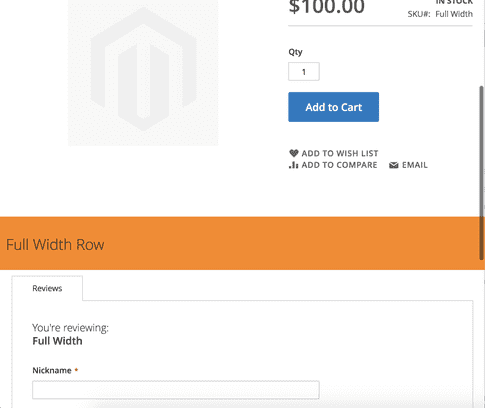 $100.00
IN STOCK
SKU#: Full Width
Qty
1
Add to Cart
ADD TO WISH LIST
ADD TO COMPARE
EMAIL
Full Width Row
Reviews
You're reviewing:
Full Width
Nickname *